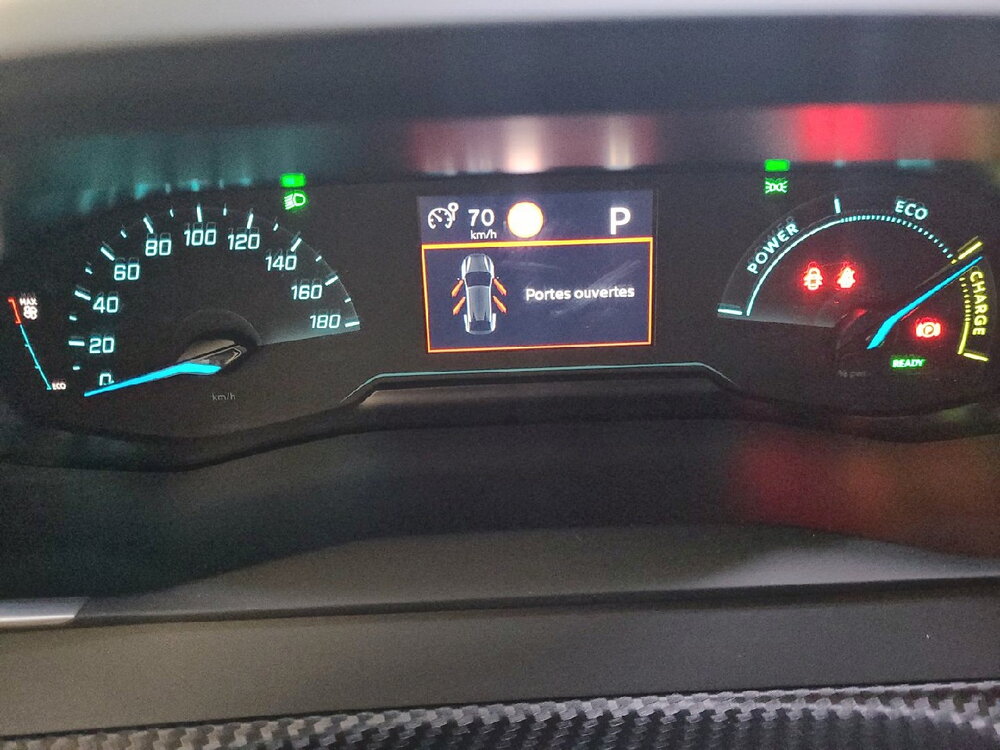 70
km/h
P
Portes ouvertes
0
20
40
60
80
100
120
140
160
180
km/h
MAX
ECO
POWER
ECO
CHARGE
READY